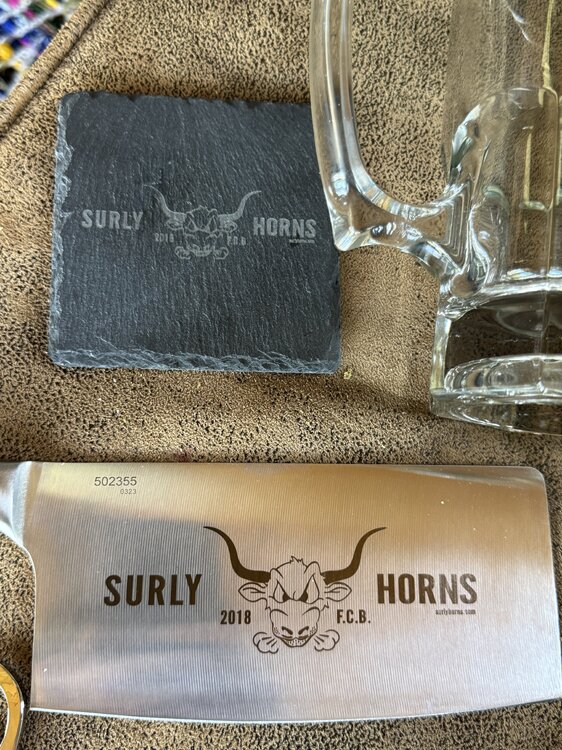 SURLY HORNS
2018 F.C.B
502355
0323
SURLY HORNS
2018 F.C.B.
surlyhorns.com